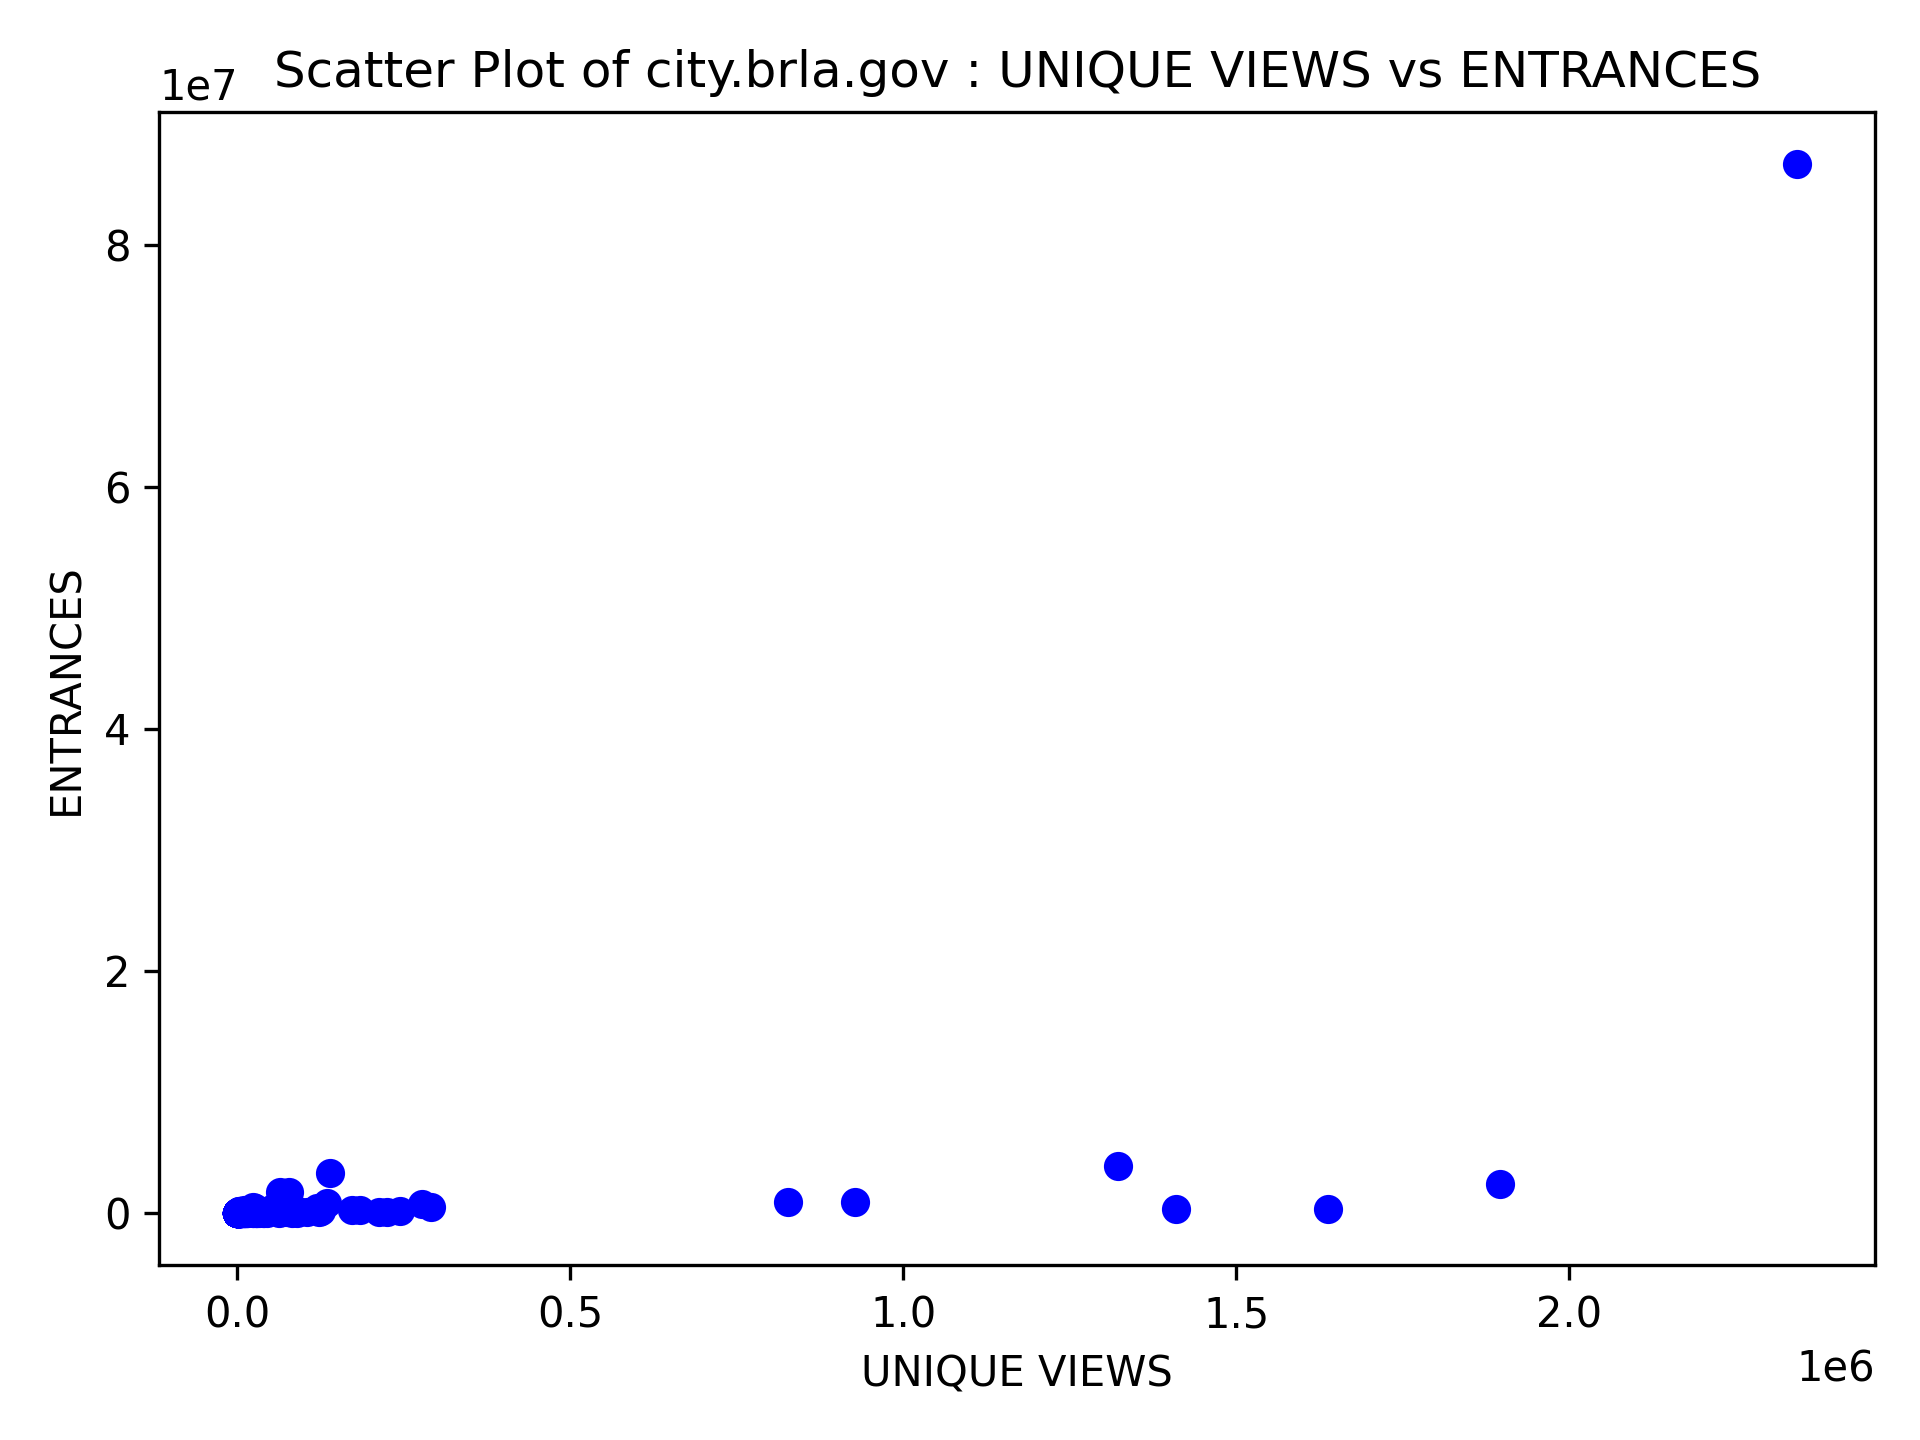 Scatter Plot of city.brla.gov : UNIQUE VIEWS vs ENTRANCES
1e7
8
6
4
2
0
ENTRANCES
0.0 0.5 1.0 1.5 2.0
UNIQUE VIEWS
1e6